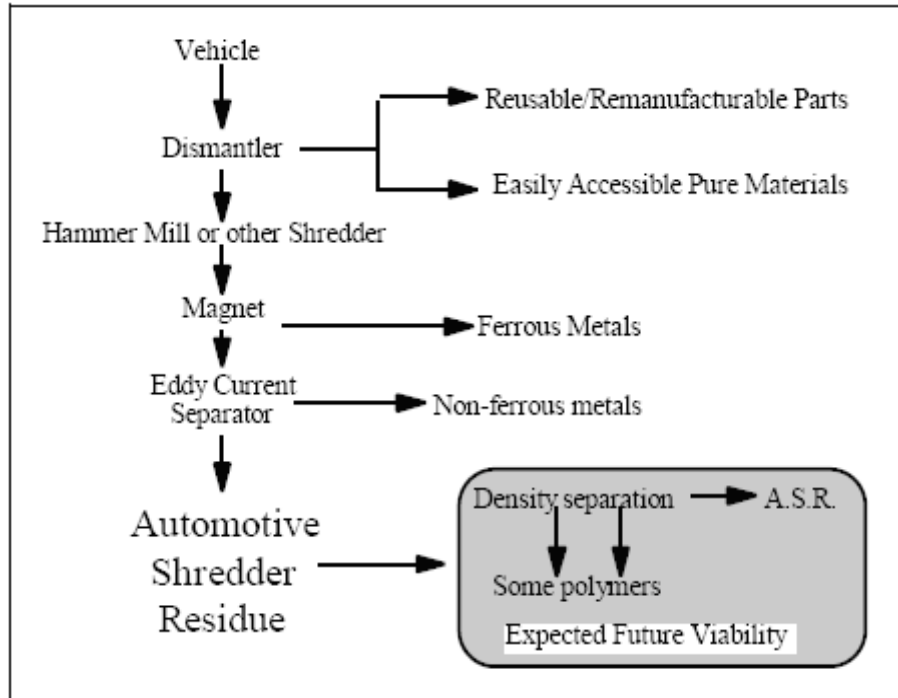 Vehicle
Reusable/Remanufacturable Parts
Dismantler
Easily Accessible Pure Materials
Hammer Mill or other Shredder
Magnet
Ferrous Metals
Eddy Current
Separator
Non-ferrous metals
Automotive
Shredder
Residue
Density separation
A.S.R.
Some polymers
Expected Future Viability